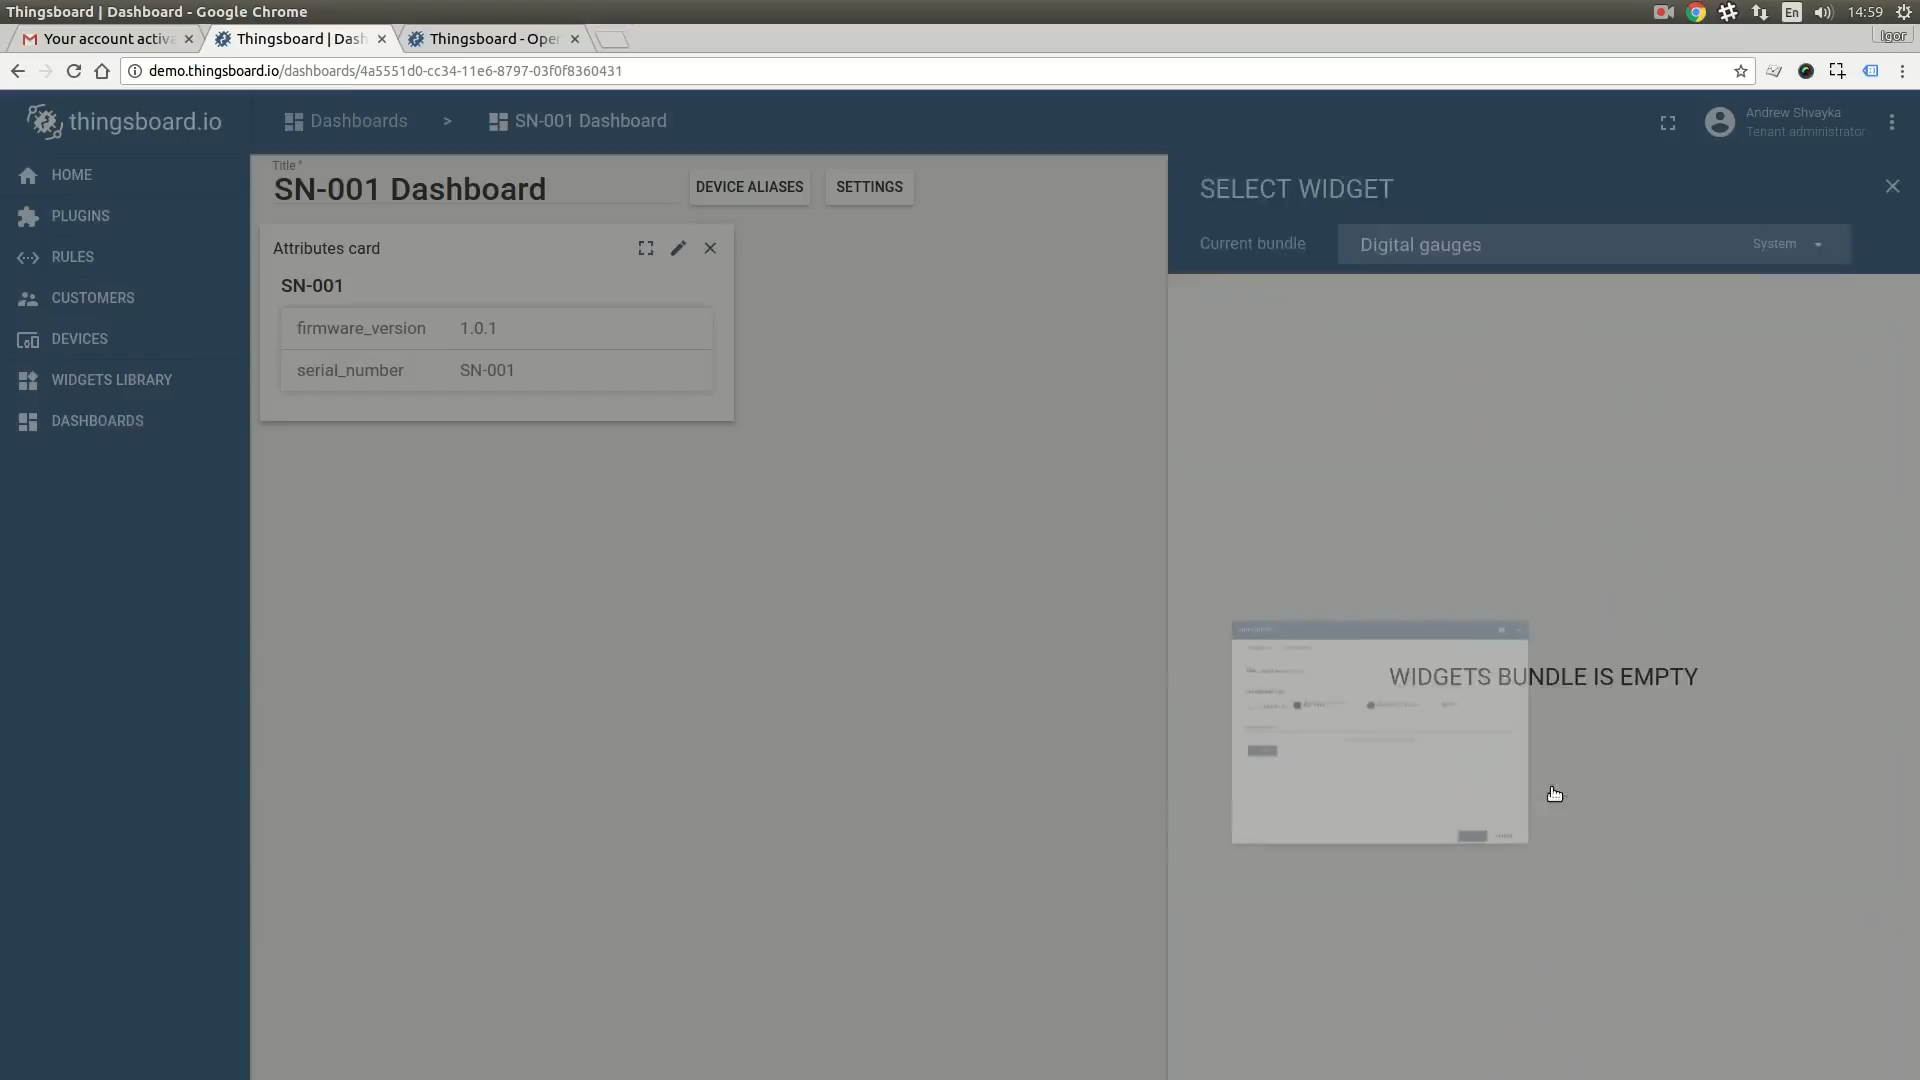 Thingsboard | Dashboard - Google Chrome
En
14:59
Your account activa
Thingsboard | Dash
Thingsboard - Oper
Igor
demo.thingsboard.io/dashboards/4a5551d0-cc34-11e6-8797-03f0f8360431
thingsboard.io
Dashboards > SN-001 Dashboard
Andrew Shvayka
Tenant administrator
HOME
PLUGINS
RULES
CUSTOMERS
DEVICES
WIDGETS LIBRARY
DASHBOARDS
Title *
SN-001 Dashboard
DEVICE ALIASES
SETTINGS
Attributes card
SN-001
firmware_version 1.0.1
serial_number SN-001
SELECT WIDGET
Current bundle
Digital gauges
System
WIDGETS BUNDLE IS EMPTY